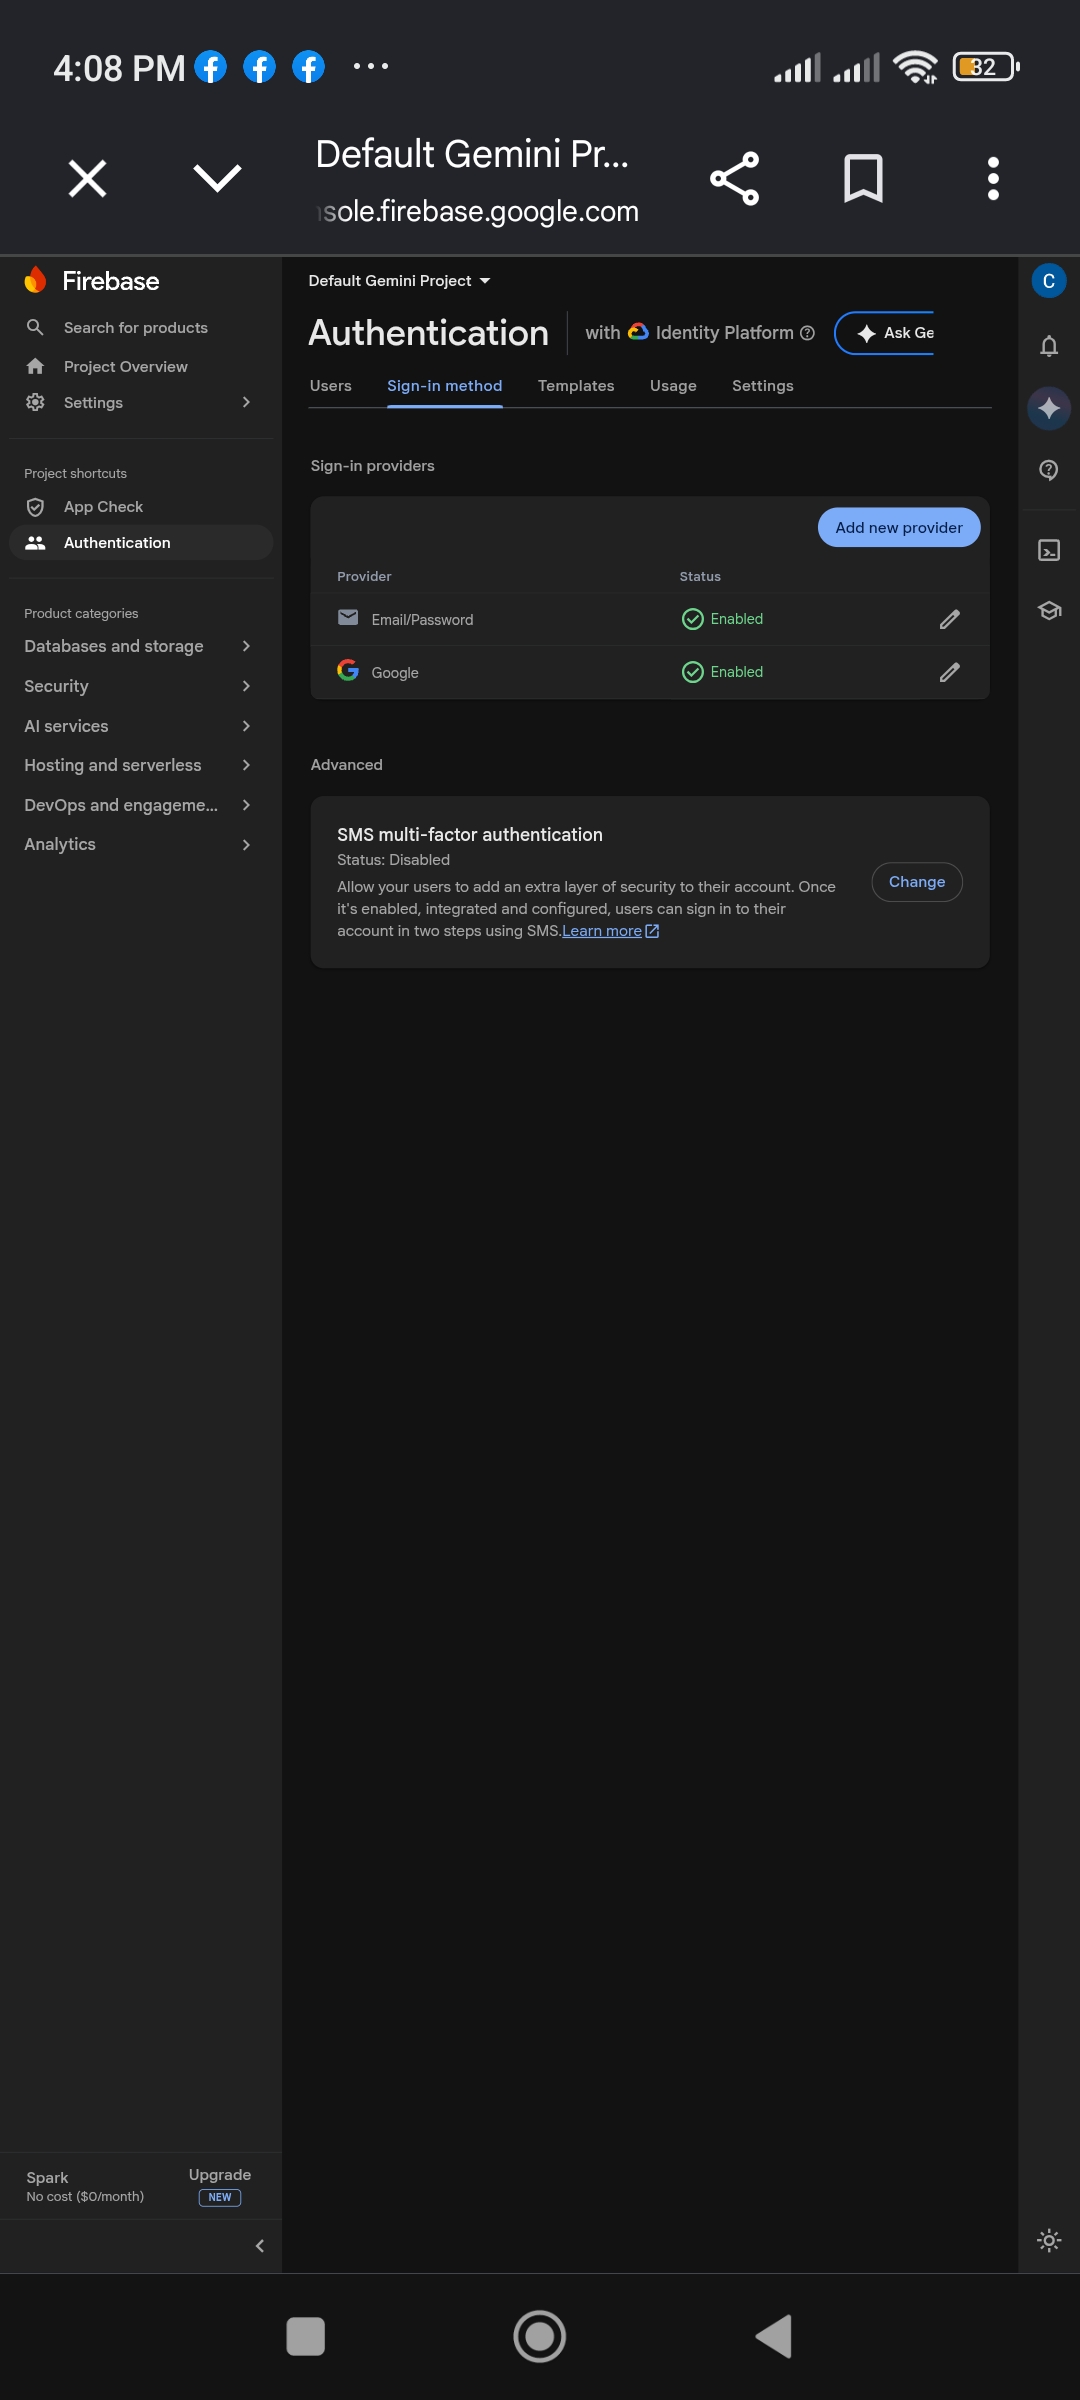 4:08 PM
32
Default Gemini Pr...
sole.firebase.google.com
Firebase
Search for products
Project Overview
Settings
Project shortcuts
App Check
Authentication
Product categories
Databases and storage
Security
AI services
Hosting and serverless
DevOps and engageme...
Analytics
Spark
No cost ($0/month)
Upgrade
NEW
Default Gemini Project
Authentication
with Identity Platform
Ask Ge
C
Users Sign-in method Templates Usage Settings
Sign-in providers
Add new provider
Provider Status
Email/Password Enabled
Google Enabled
Advanced
SMS multi-factor authentication
Status: Disabled
Allow your users to add an extra layer of security to their account. Once
it's enabled, integrated and configured, users can sign in to their
account in two steps using SMS.Learn more
Change